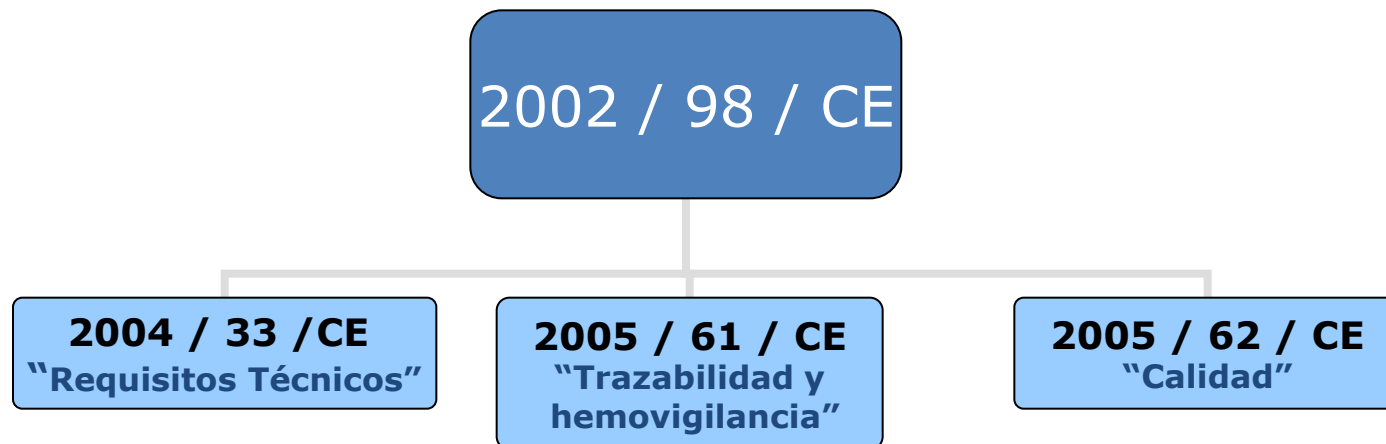 2002 / 98 / CE
2004 / 33 /CE
“Requisitos Técnicos”
2005 / 61 / CE
“Trazabilidad y
hemovigilancia”
2005 / 62 / CE
“Calidad”